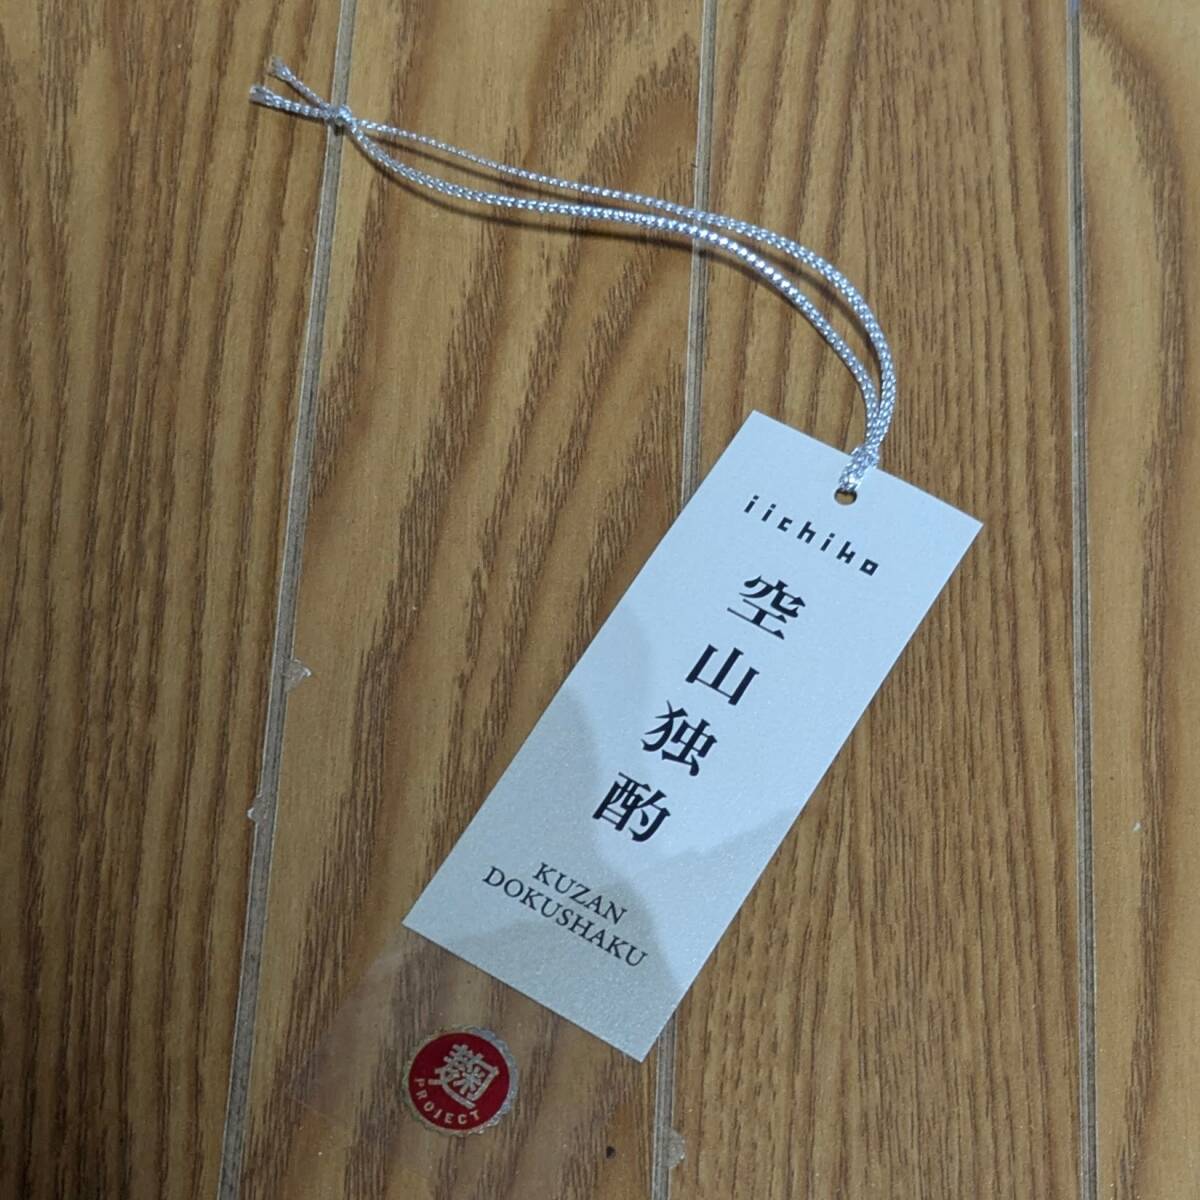 iichiko
空山独酌
KUZAN
DOKUSHAKU
麹
PROJECT